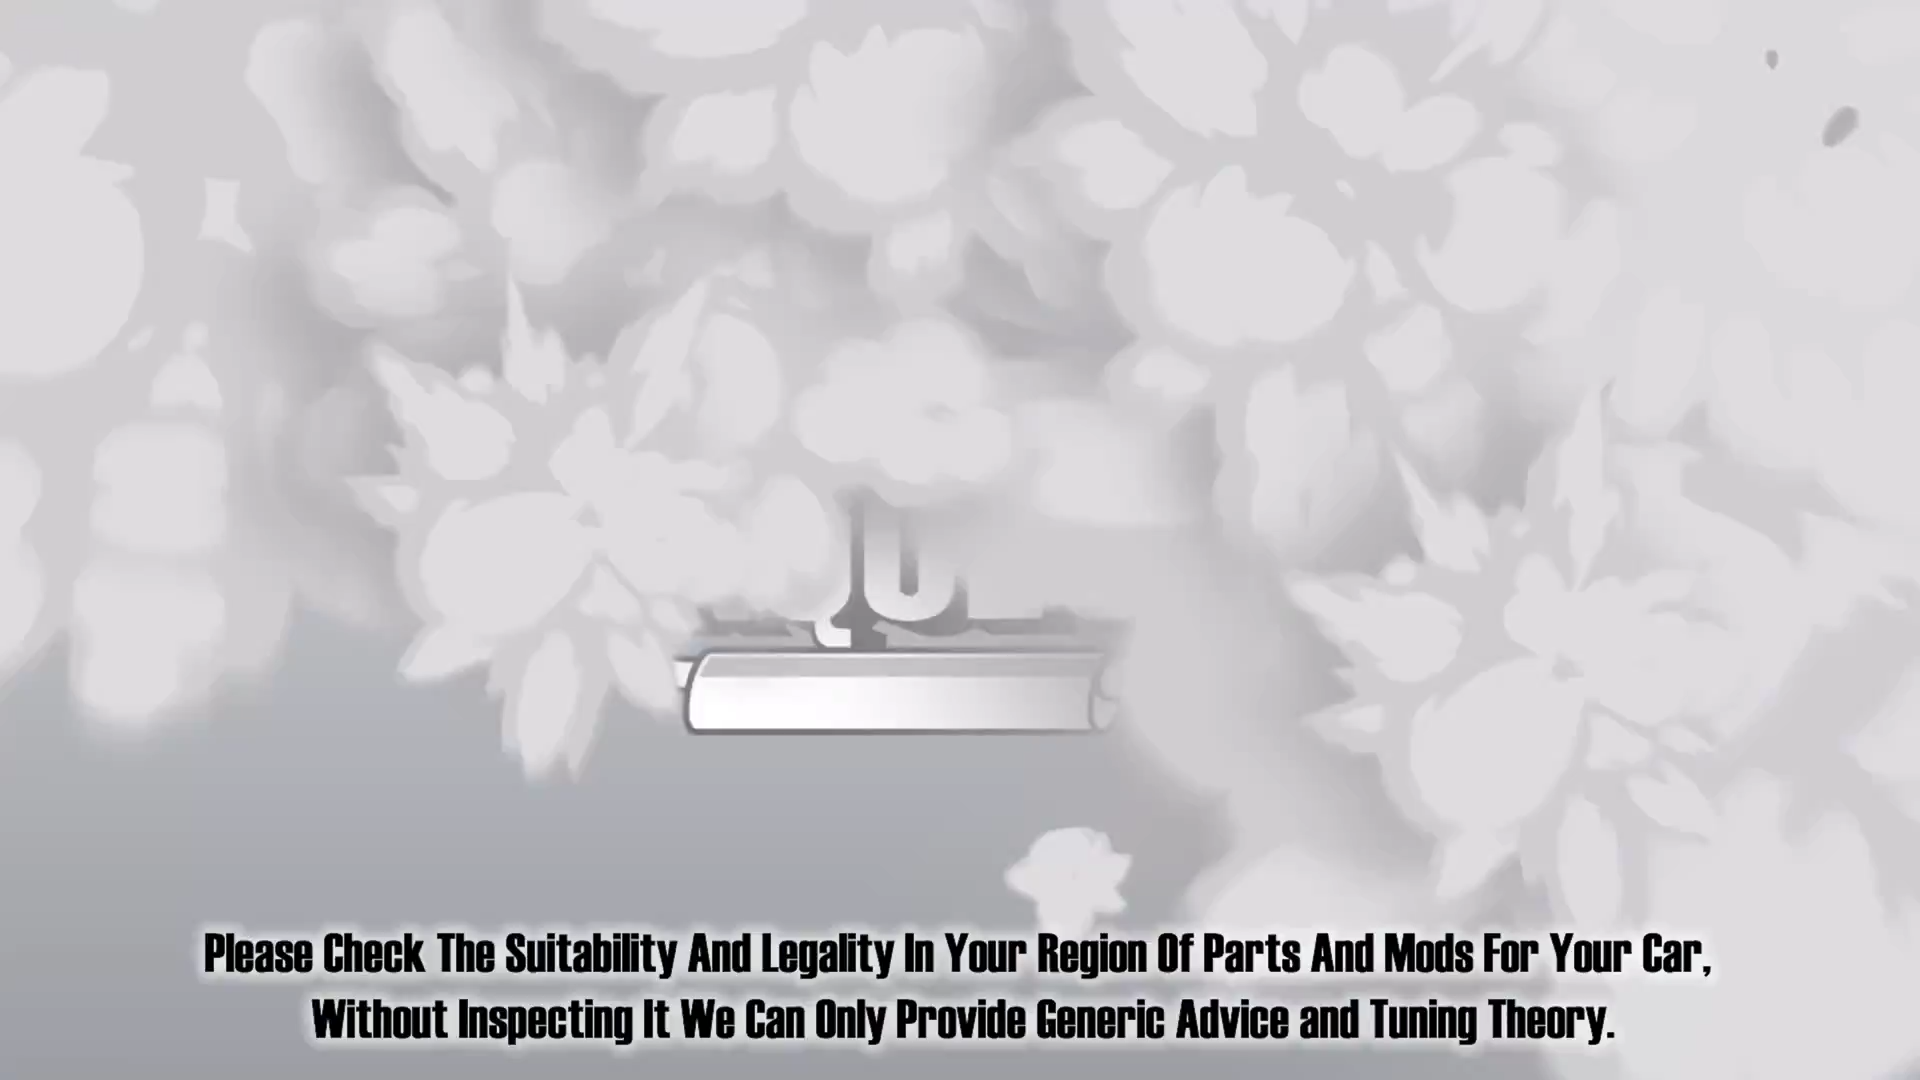 Please Check The Suitability And Legality In Your Region Of Parts And Mods For Your Car,
Without Inspecting It We Can Only Provide Generic Advice and Tuning Theory.